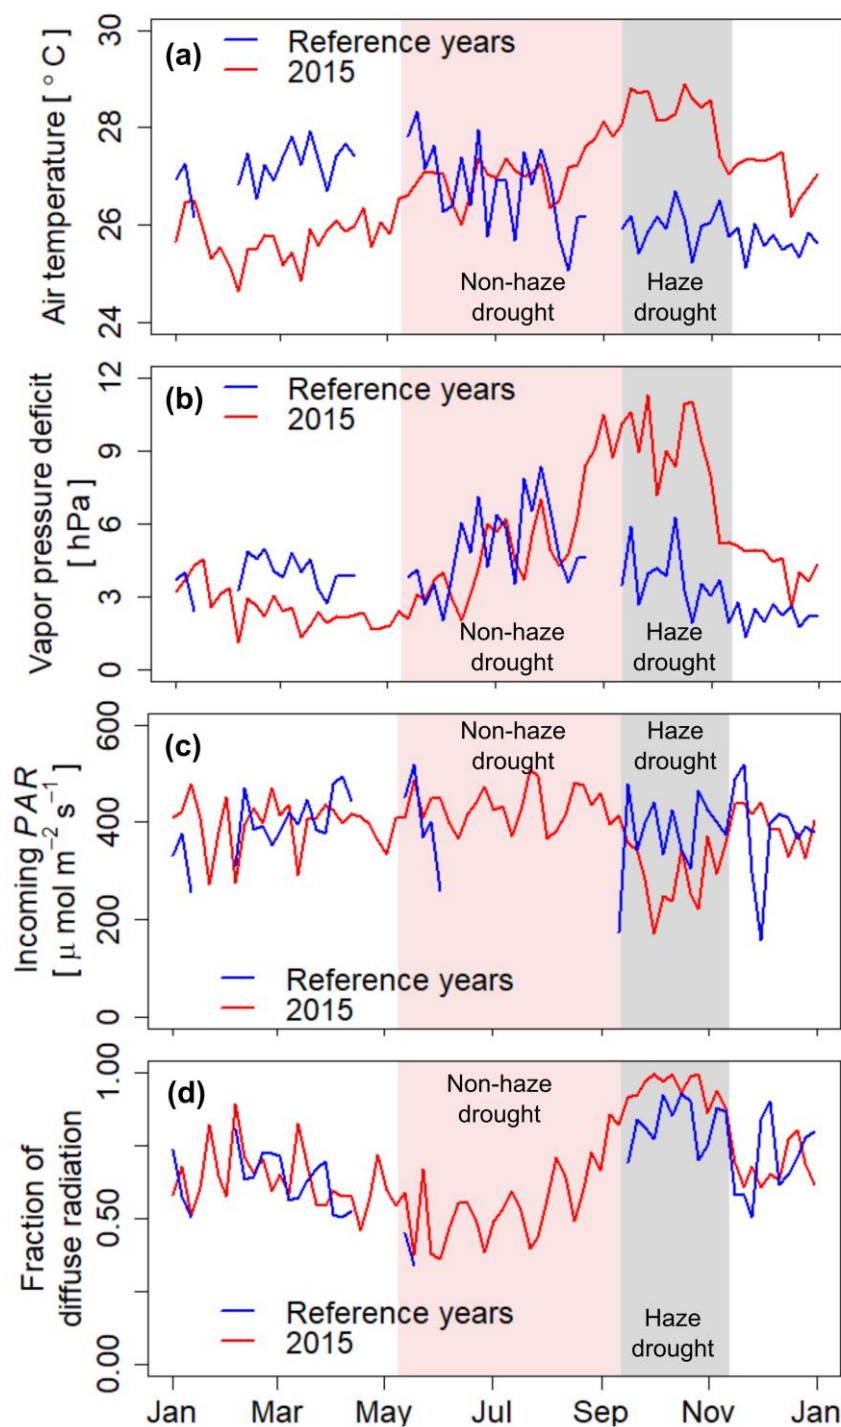 (a)
Reference years
2015
Air temperature [ ° C ]
30
28
26
24
Non-haze
drought
Haze
drought
(b)
Reference years
2015
Vapor pressure deficit
[ hPa ]
12
9
6
3
0
Non-haze
drought
Haze
drought
(c)
Non-haze
drought
Haze
drought
Incoming PAR
[ μ mol m⁻² s⁻¹ ]
600
400
200
0
Reference years
2015
(d)
Non-haze
drought
Fraction of
diffuse radiation
1.00
0.50
0.00
Reference years
2015
Haze
drought
Jan Mar May Jul Sep Nov Jan